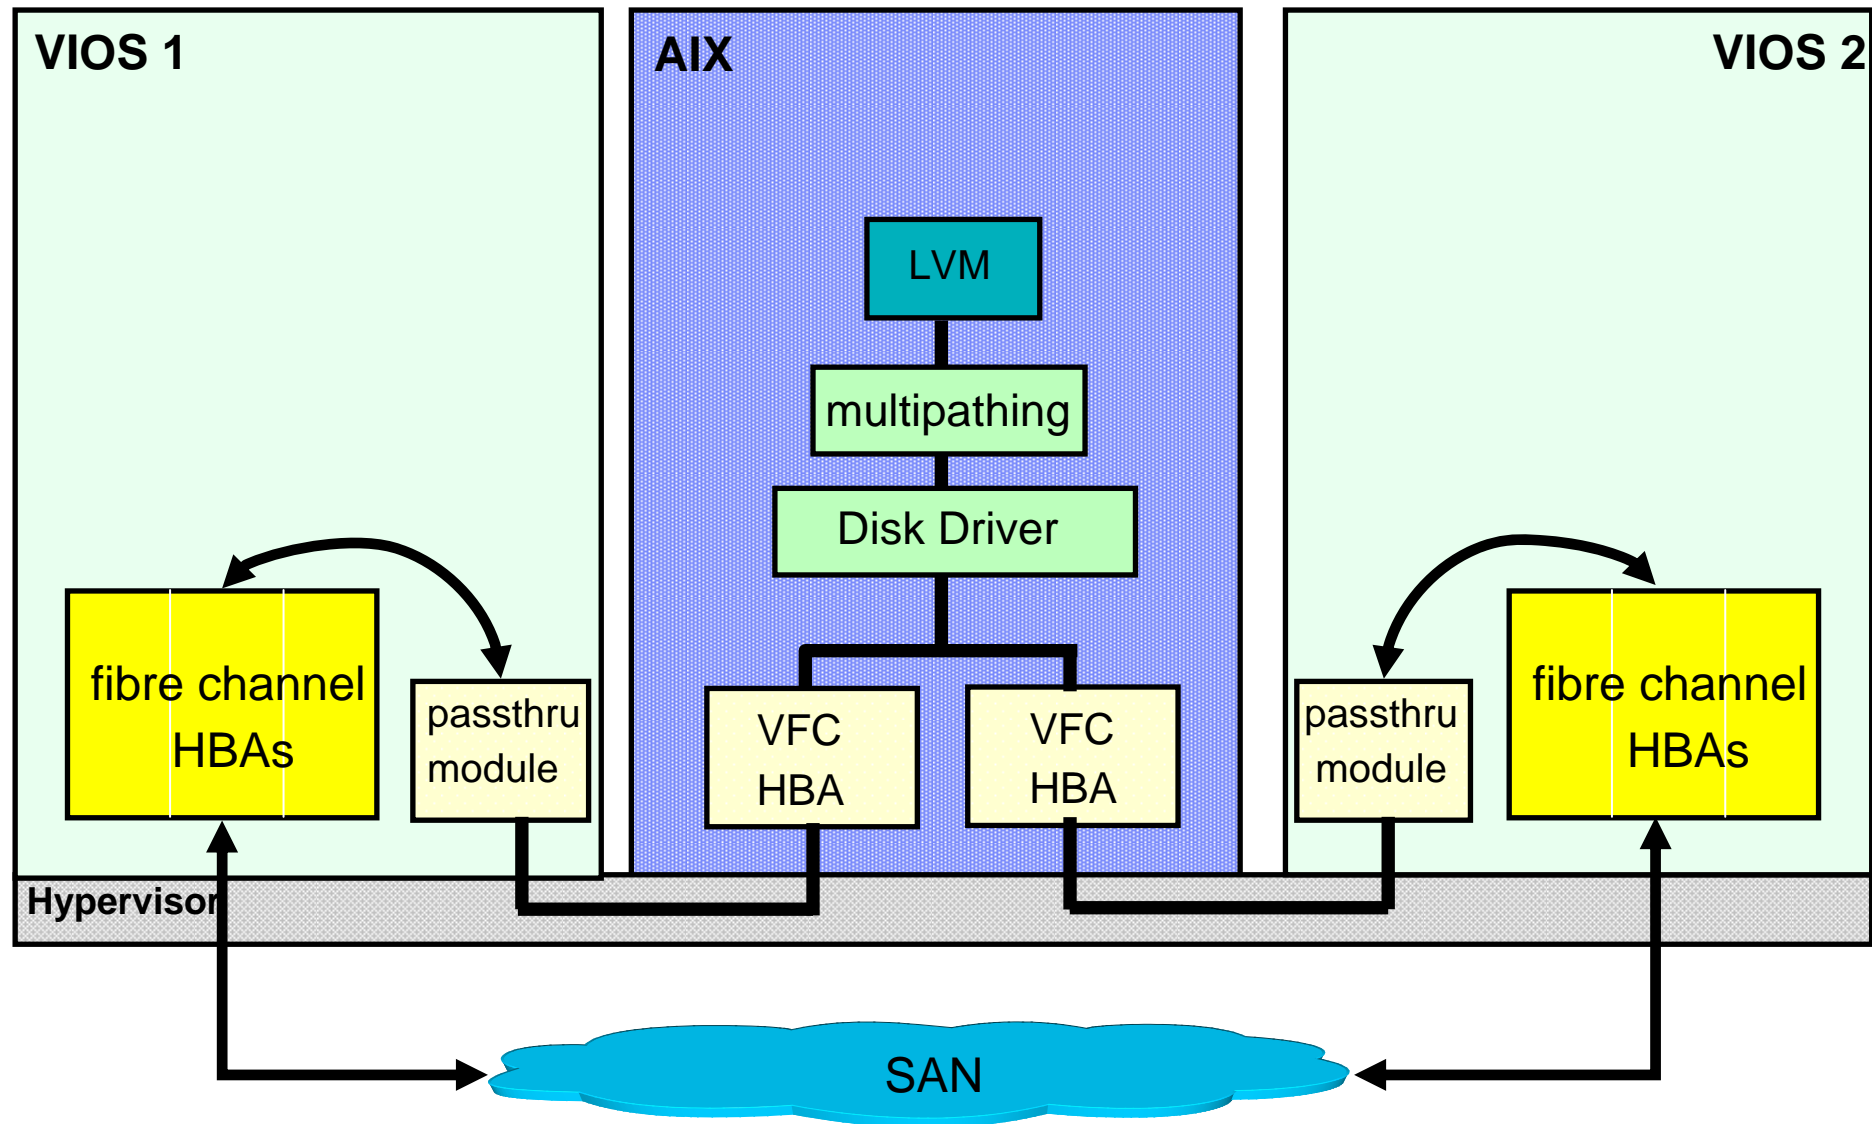 VIOS 1
AIX
VIOS 2
LVM
multipathing
Disk Driver
fibre channel
HBAs
passthru
module
VFC
HBA
VFC
HBA
passthru
module
fibre channel
HBAs
Hypervisor
SAN